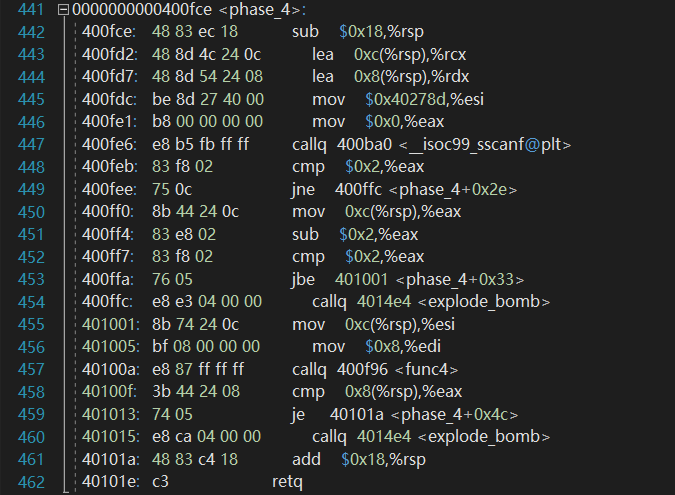 441 0000000000400fce <phase_4>:
442 400fce: 48 83 ec 18 sub $0x18,%rsp
443 400fd2: 48 8d 4c 24 0c lea 0xc(%rsp),%rcx
444 400fd7: 48 8d 54 24 08 lea 0x8(%rsp),%rdx
445 400fdc: be 8d 27 40 00 mov $0x40278d,%esi
446 400fe1: b8 00 00 00 00 mov $0x0,%eax
447 400fe6: e8 b5 fb ff ff callq 400ba0 <__isoc99_sscanf@plt>
448 400feb: 83 f8 02 cmp $0x2,%eax
449 400fee: 75 0c jne 400ffc <phase_4+0x2e>
450 400ff0: 8b 44 24 0c mov 0xc(%rsp),%eax
451 400ff4: 83 e8 02 sub $0x2,%eax
452 400ff7: 83 f8 02 cmp $0x2,%eax
453 400ffa: 76 05 jbe 401001 <phase_4+0x33>
454 400ffc: e8 e3 04 00 00 callq 4014e4 <explode_bomb>
455 401001: 8b 74 24 0c mov 0xc(%rsp),%esi
456 401005: bf 08 00 00 00 mov $0x8,%edi
457 40100a: e8 87 ff ff ff callq 400f96 <func4>
458 40100f: 3b 44 24 08 cmp 0x8(%rsp),%eax
459 401013: 74 05 je 40101a <phase_4+0x4c>
460 401015: e8 ca 04 00 00 callq 4014e4 <explode_bomb>
461 40101a: 48 83 c4 18 add $0x18,%rsp
462 40101e: c3 retq